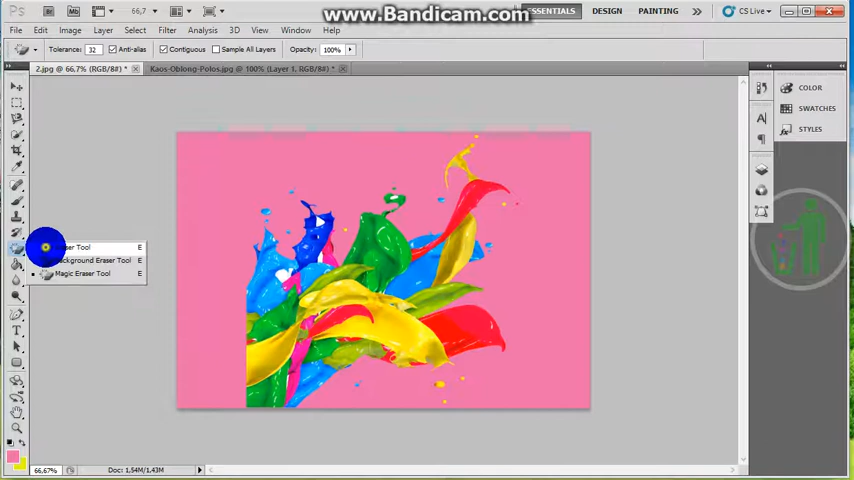 www.Bandicam.com
Ps Br Mb 66,7 ESSENTIALS DESIGN PAINTING CS Live
File Edit Image Layer Select Filter Analysis 3D View Window Help
Tolerance: 32 Anti-alias Contiguous Sample All Layers Opacity: 100%
2.jpg @ 66,7% (RGB/8#) * Kaos-Oblong-Polos.jpg @ 100% (Layer 1, RGB/8#) *
COLOR
SWATCHES
STYLES
Tool E
Eraser Tool E
Magic Eraser Tool E
66,67% Doc: 1,54M/1,43M